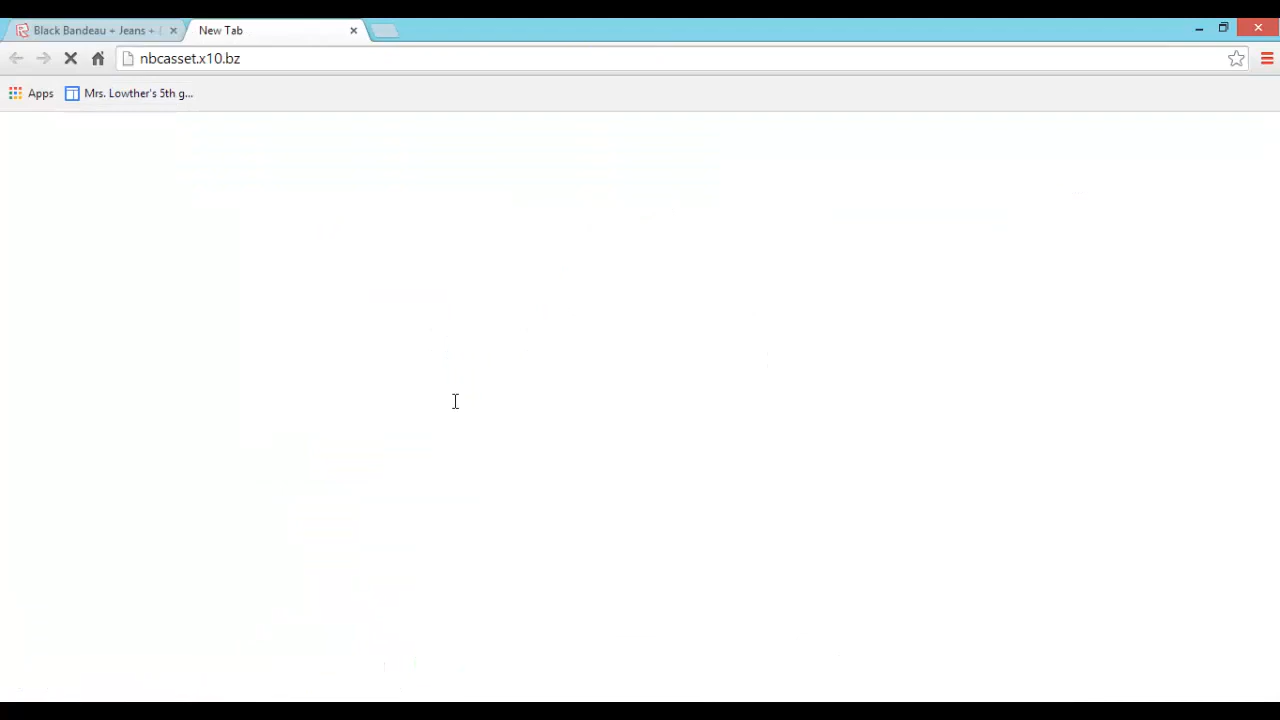 Black Bandeau + Jeans + (
New Tab
nbcasset.x10.bz
Apps
Mrs. Lowther's 5th g...